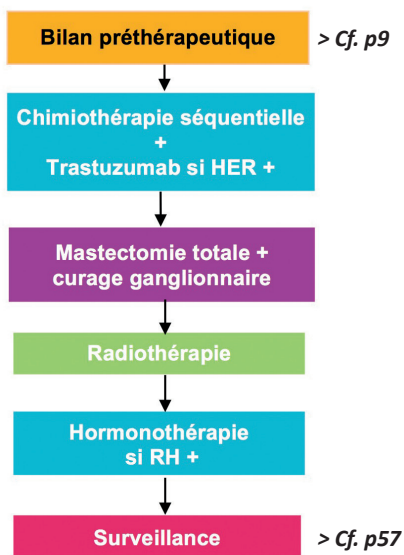 Bilan préthérapeutique
> Cf. p9
Chimiothérapie séquentielle
+
Trastuzumab si HER +
Mastectomie totale +
curage ganglionnaire
Radiothérapie
Hormonothérapie
si RH +
Surveillance
> Cf. p57